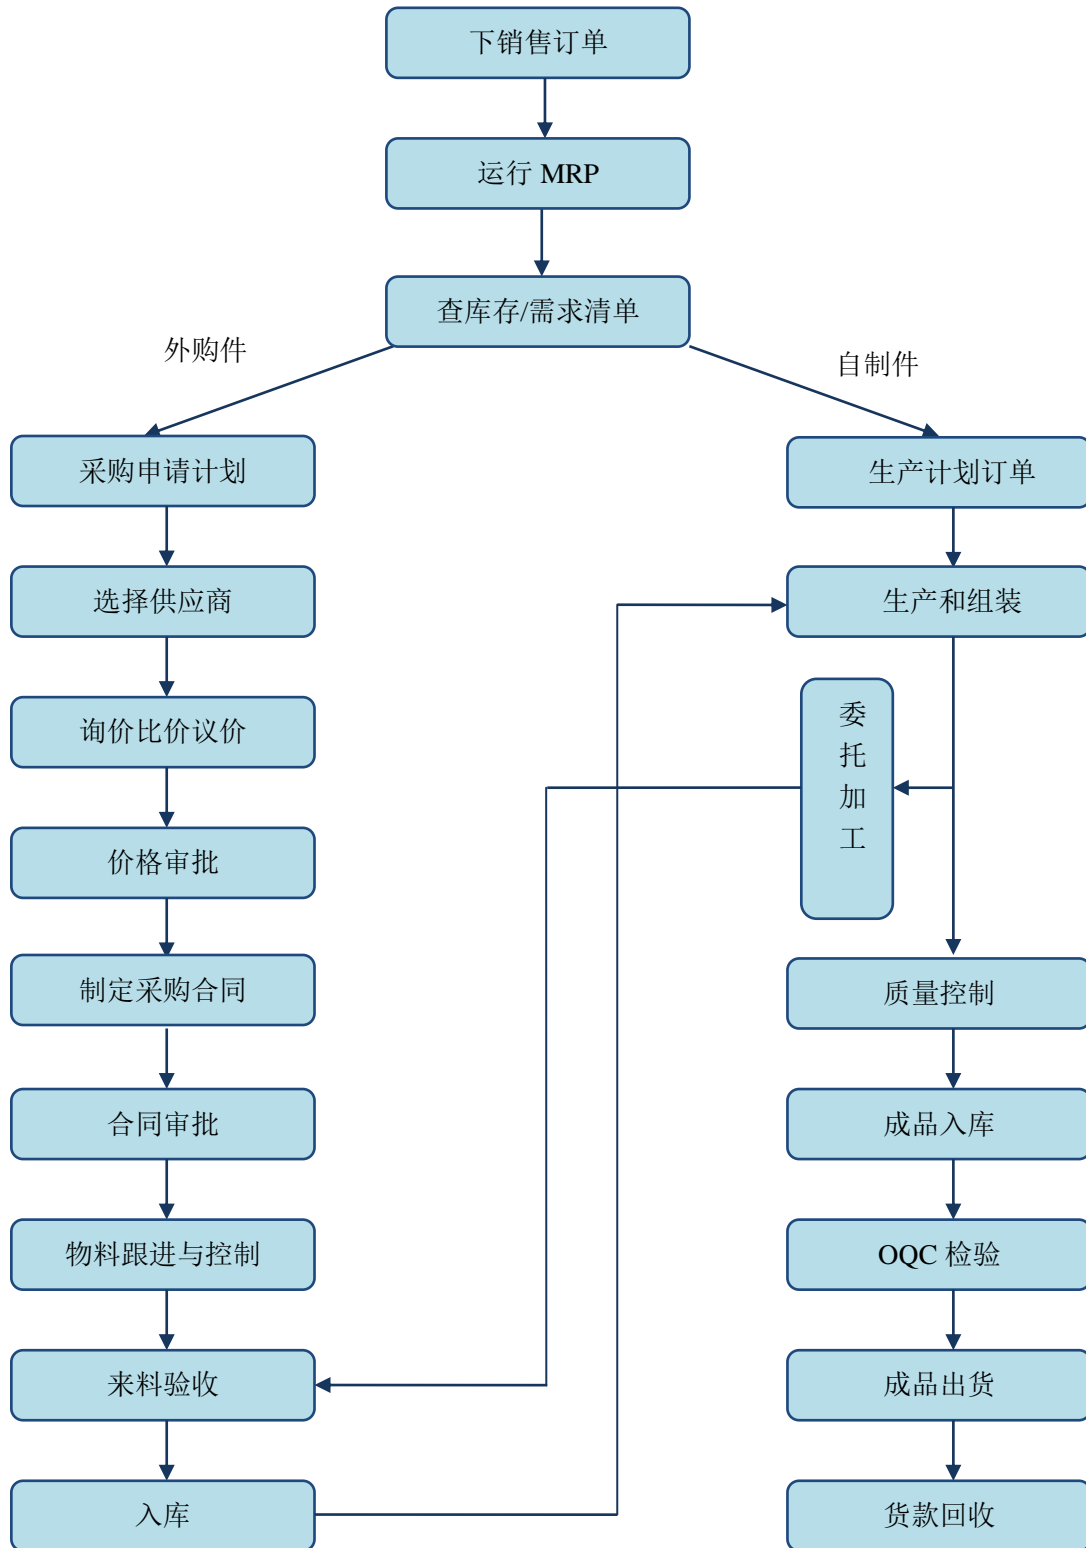 下销售订单
运行 MRP
查库存/需求清单
外购件
自制件
采购申请计划
生产计划订单
选择供应商
生产和组装
询价比价议价
委
托
加
工
价格审批
制定采购合同
质量控制
合同审批
成品入库
物料跟进与控制
OQC 检验
来料验收
成品出货
入库
货款回收